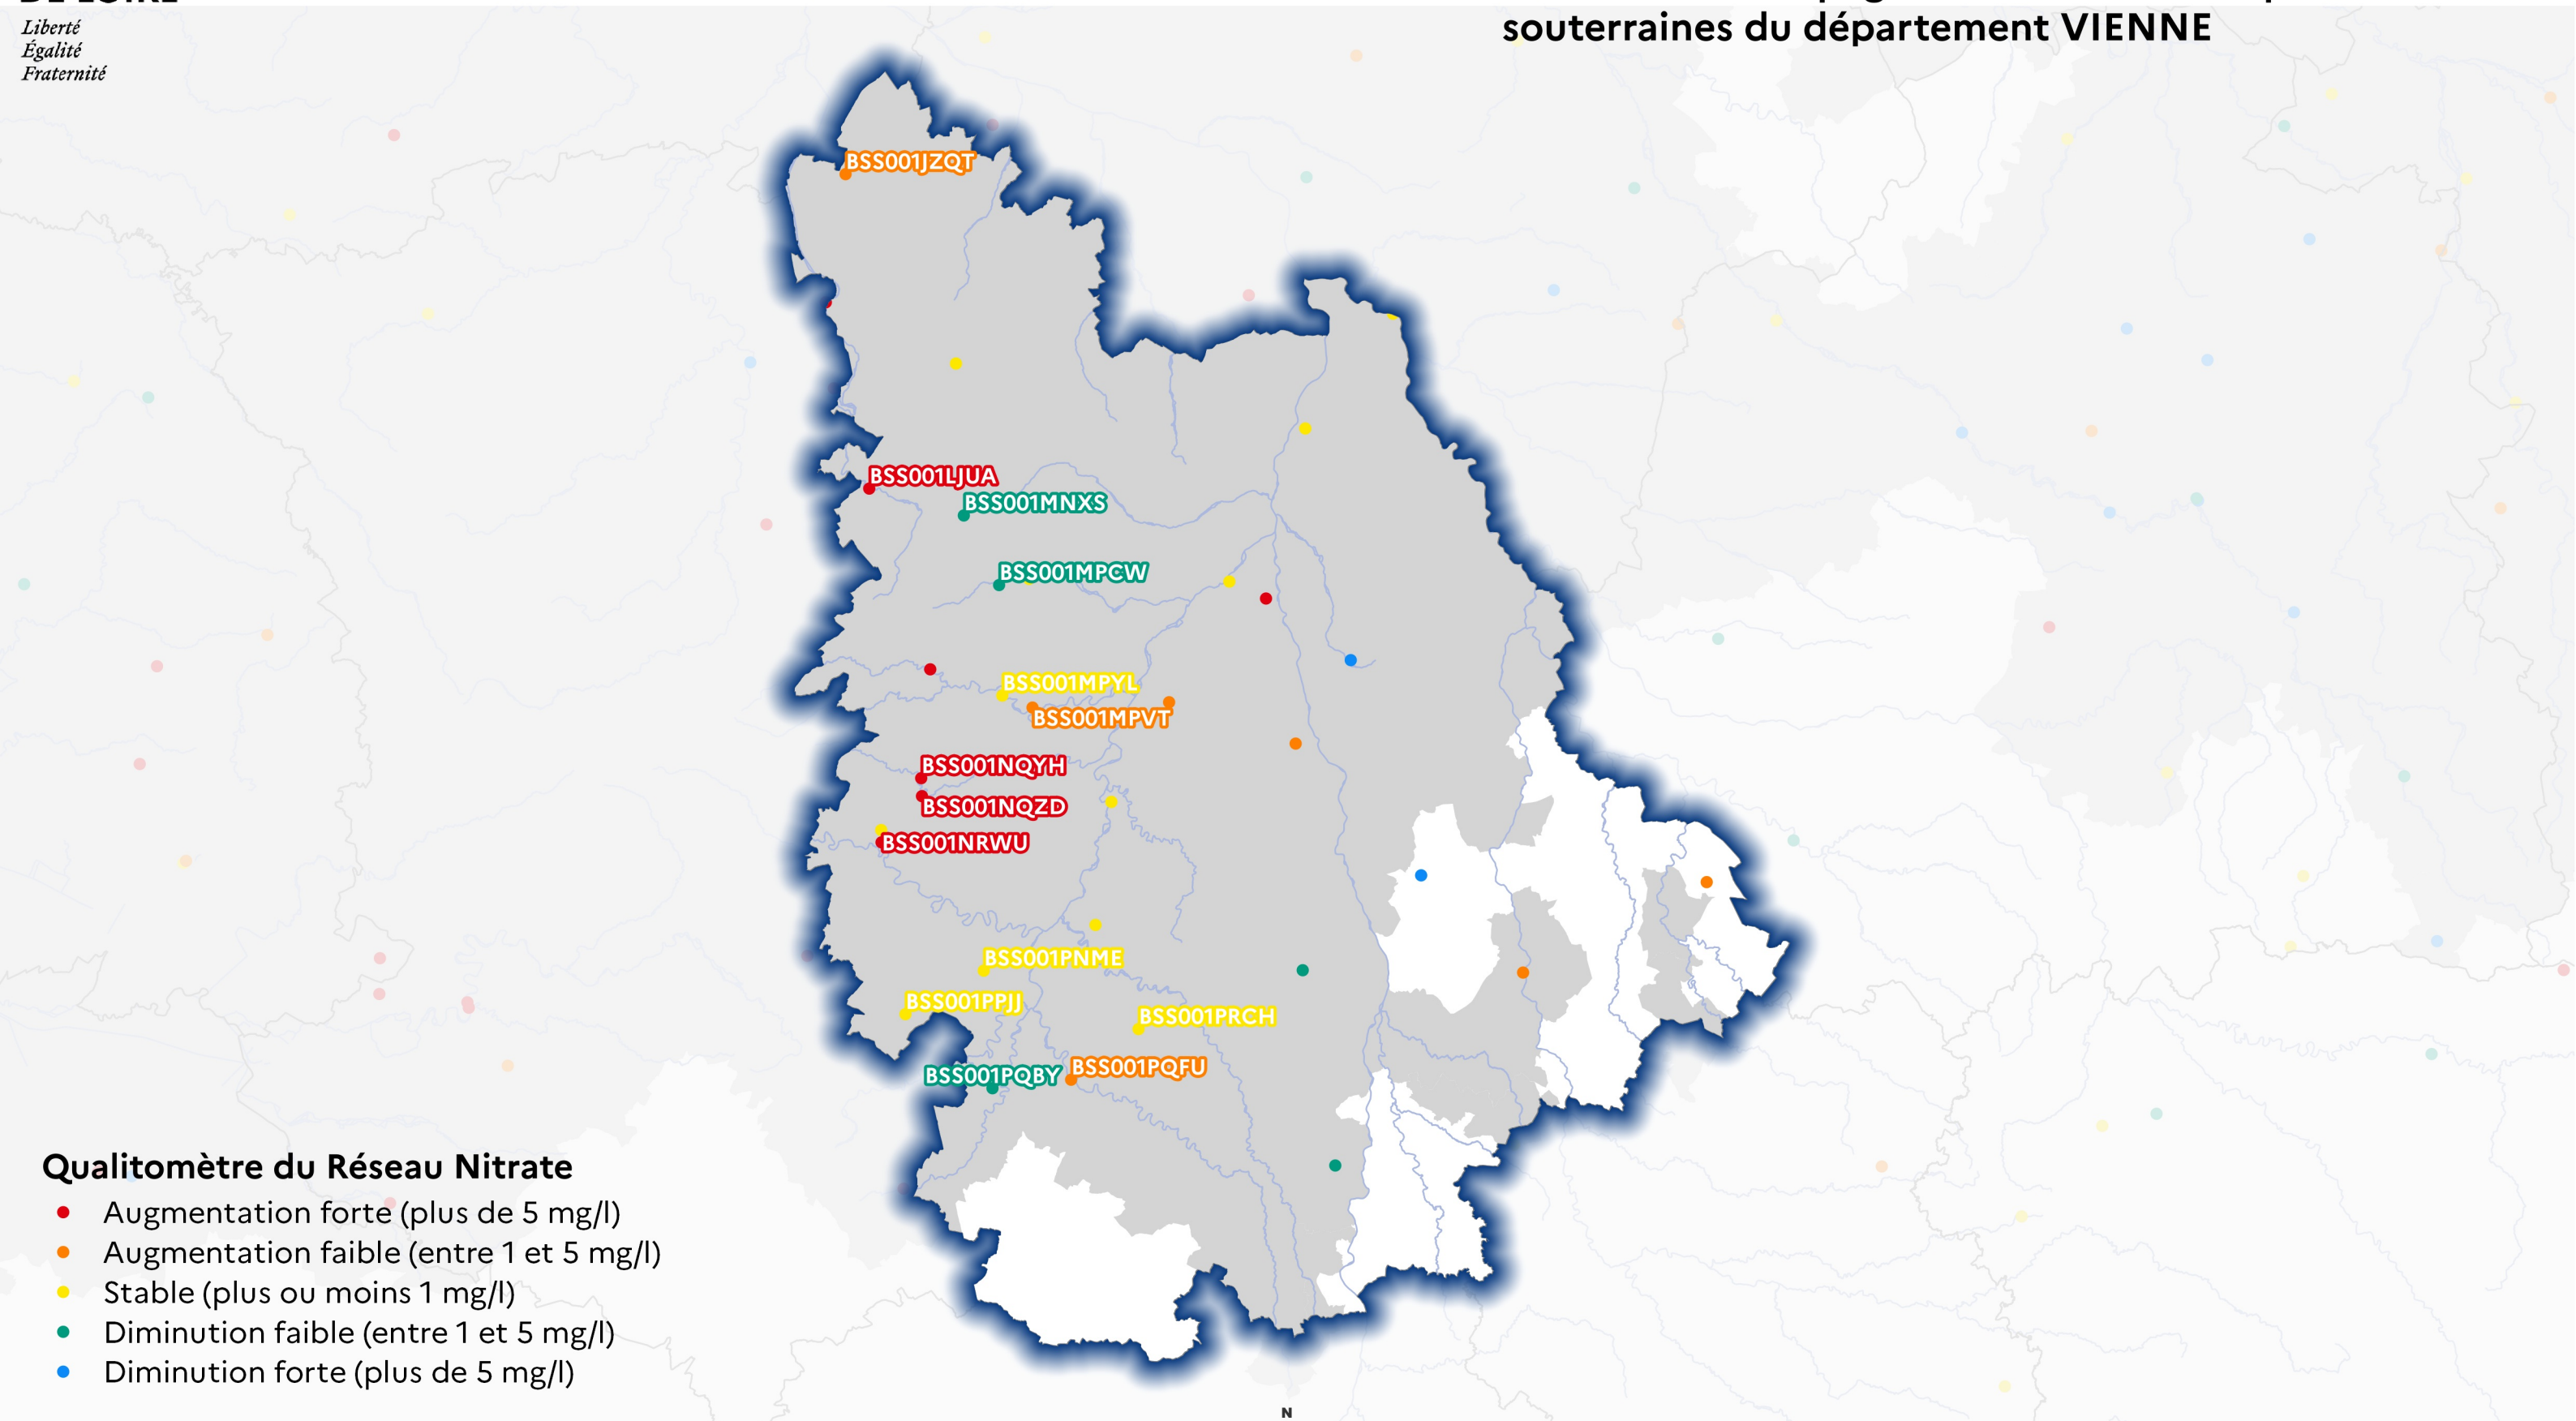 Liberté
Égalité
Fraternité
souterraines du département VIENNE
BSS001JZQT
BSS001LJUA
BSS001MNXS
BSS001MPCW
BSS001MPYL
BSS001MPVT
BSS001NQYH
BSS001NQZD
BSS001NRWU
BSS001PNME
BSS001PPJJ
BSS001PRCH
BSS001PQFU
BSS001PQBY
Qualitomètre du Réseau Nitrate
Augmentation forte (plus de 5 mg/l)
Augmentation faible (entre 1 et 5 mg/l)
Stable (plus ou moins 1 mg/l)
Diminution faible (entre 1 et 5 mg/l)
Diminution forte (plus de 5 mg/l)
N